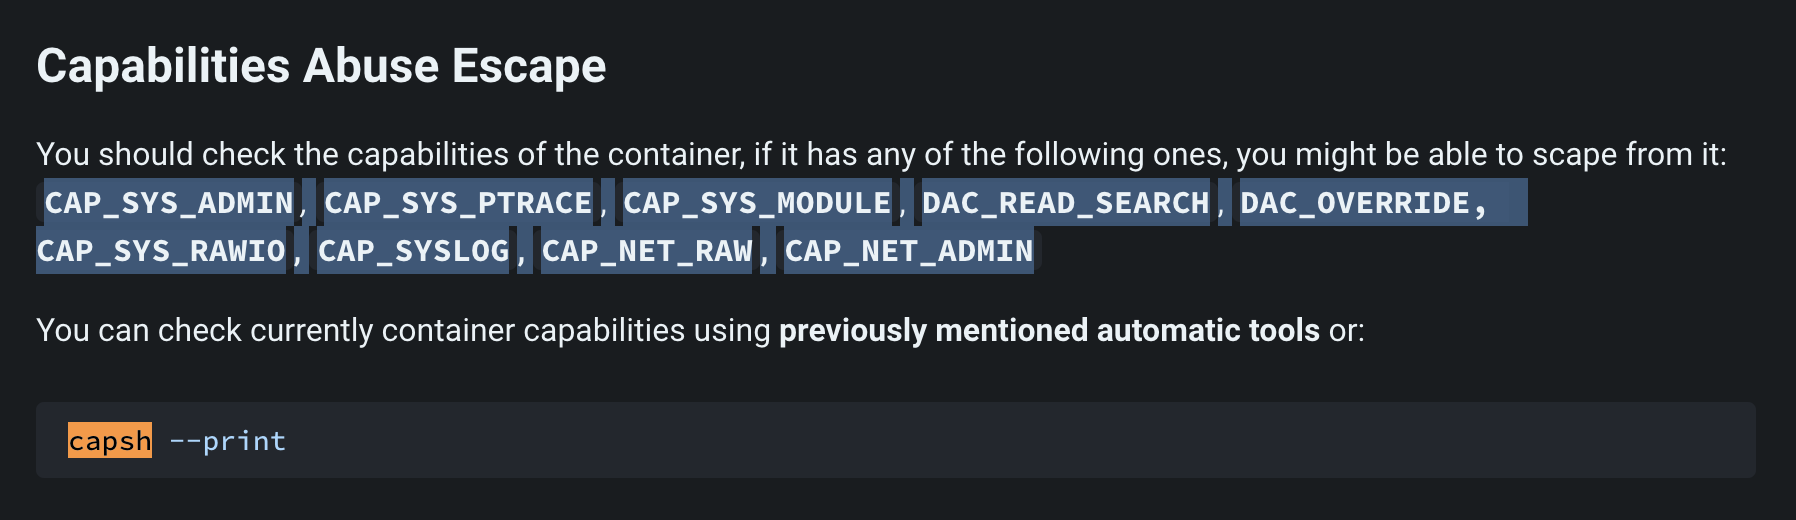 Capabilities Abuse Escape
You should check the capabilities of the container, if it has any of the following ones, you might be able to scape from it:
CAP_SYS_ADMIN, CAP_SYS_PTRACE, CAP_SYS_MODULE, DAC_READ_SEARCH, DAC_OVERRIDE,
CAP_SYS_RAWIO, CAP_SYSLOG, CAP_NET_RAW, CAP_NET_ADMIN
You can check currently container capabilities using previously mentioned automatic tools or:
capsh --print